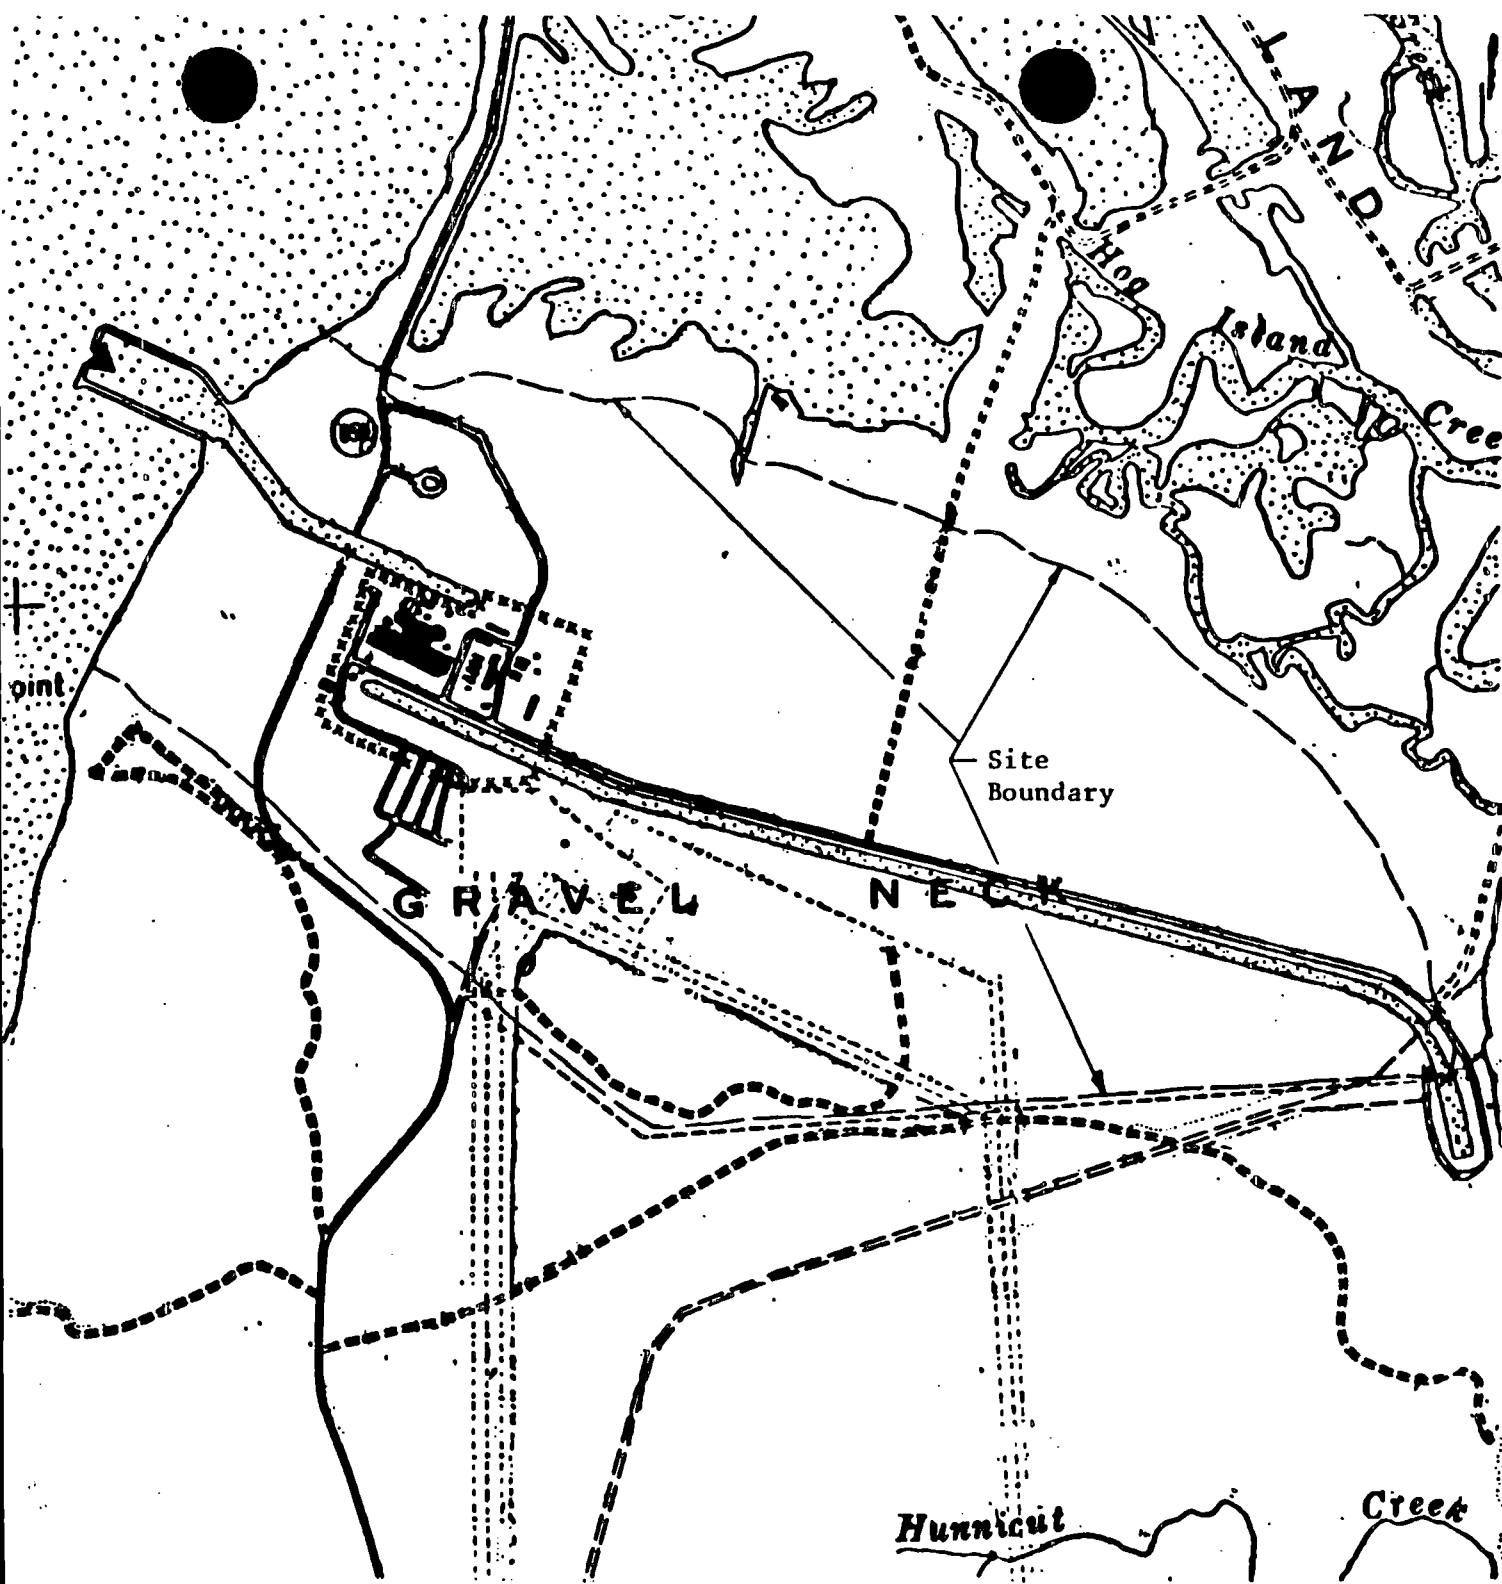 LAND
Hog
Island
Cree
oint
Site
Boundary
GRAVEL NECK
Hunnicut
Creek